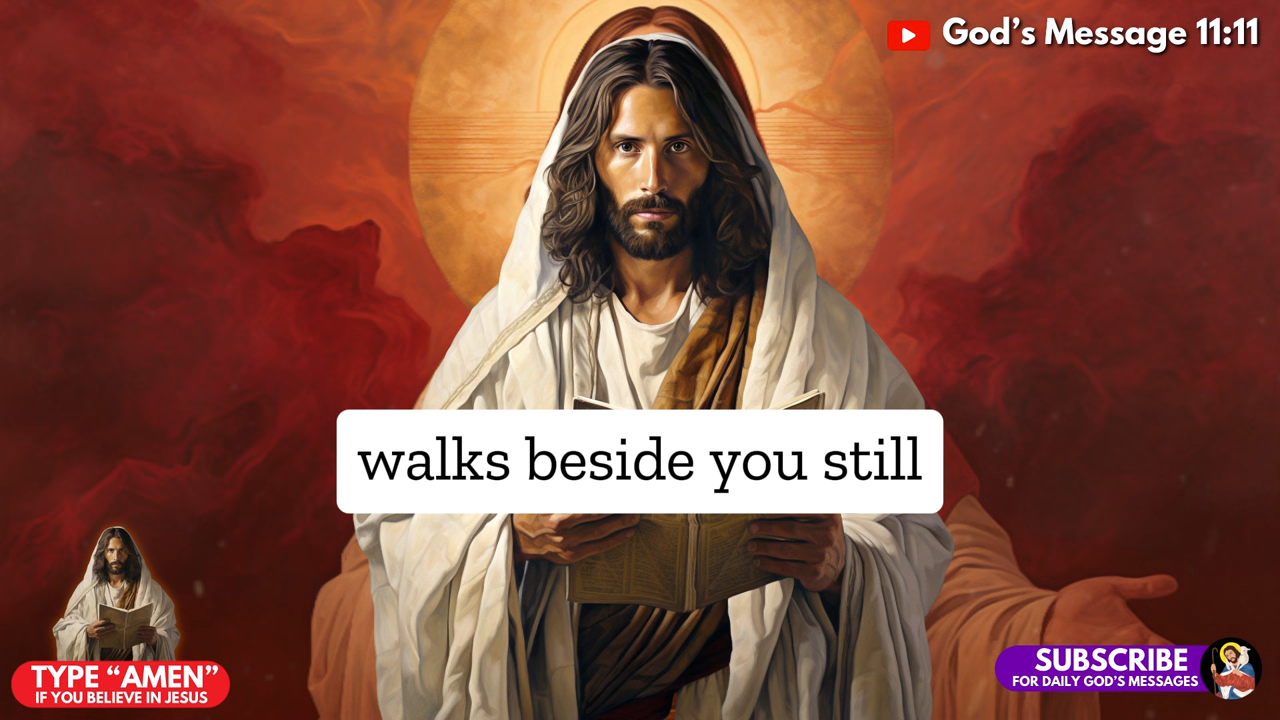 God's Message 11:11
walks beside you still
TYPE “AMEN”
IF YOU BELIEVE IN JESUS
SUBSCRIBE
FOR DAILY GOD'S MESSAGES